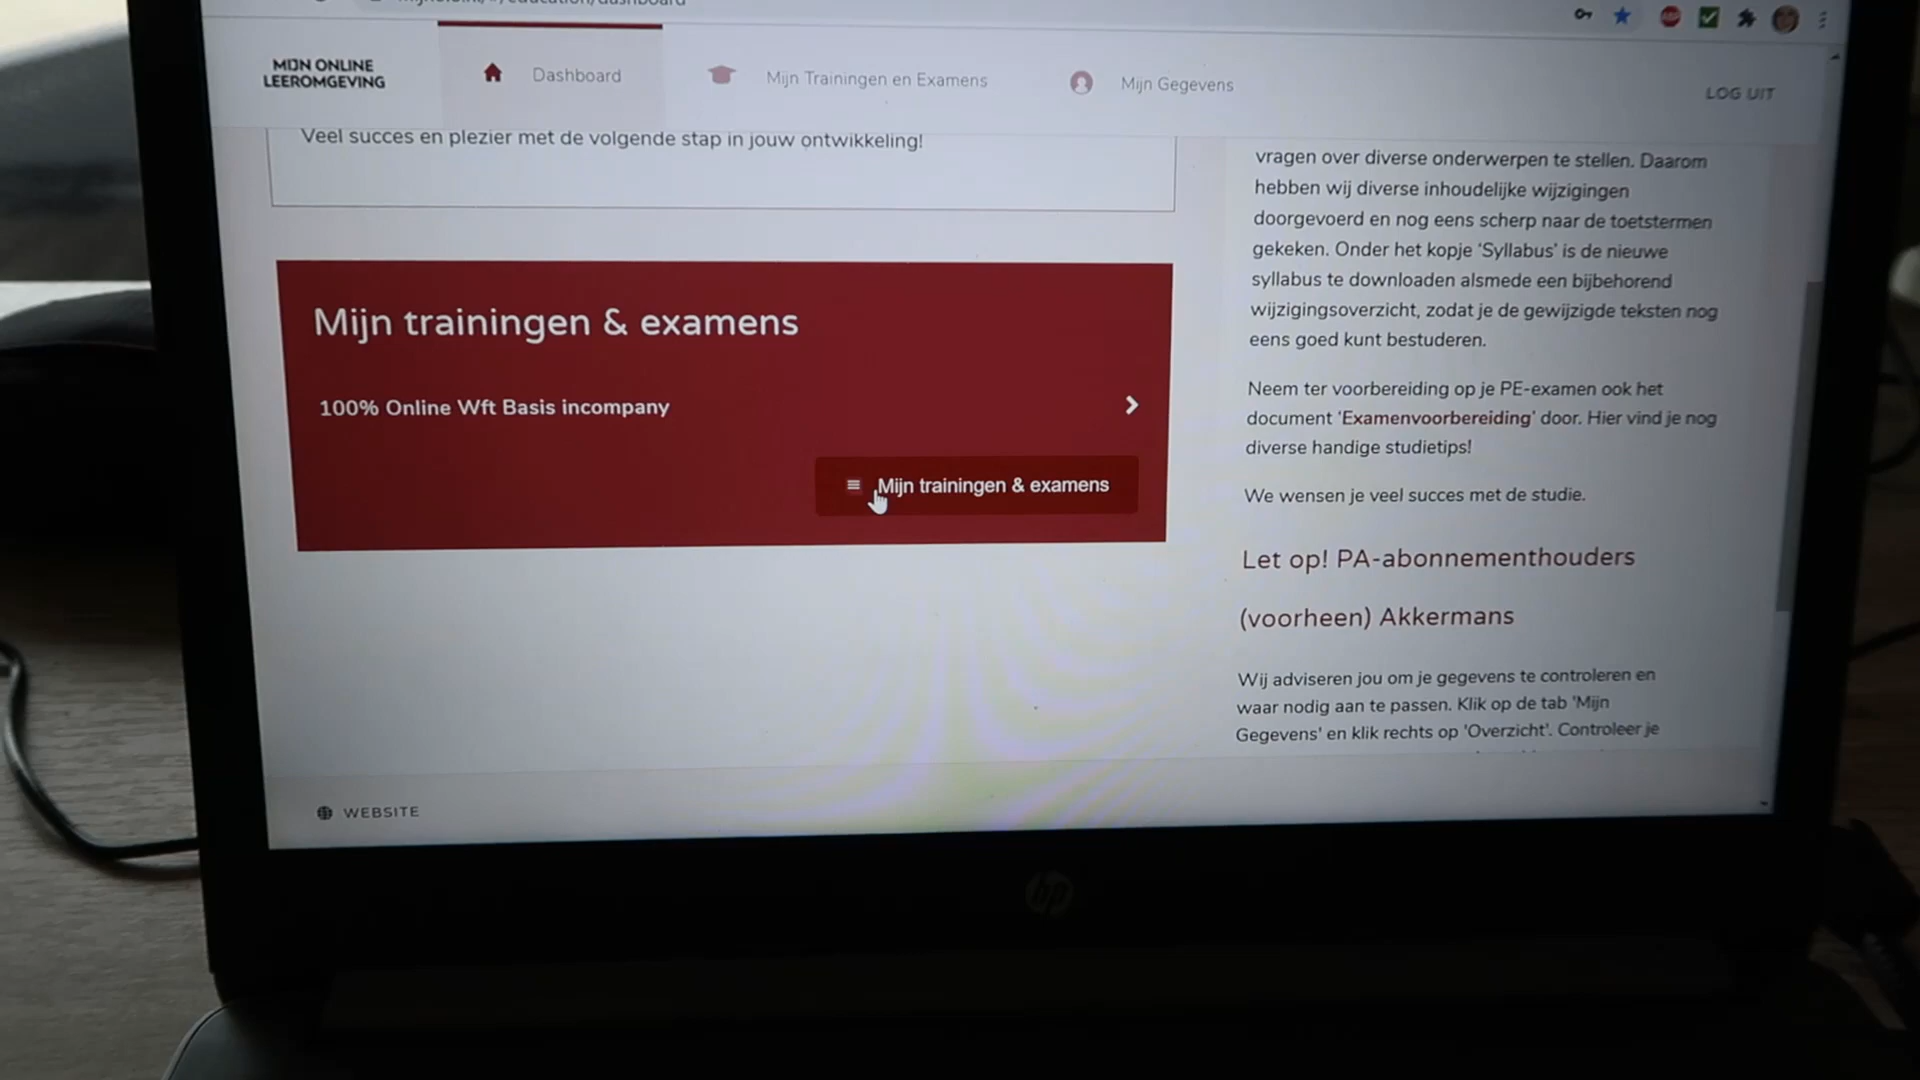 MIJN ONLINE
LEEROMGEVING
Dashboard
Mijn Trainingen en Examens
Mijn Gegevens
LOG UIT
Veel succes en plezier met de volgende stap in jouw ontwikkeling!
Mijn trainingen & examens
100% Online Wft Basis incompany
Mijn trainingen & examens
vragen over diverse onderwerpen te stellen. Daarom
hebben wij diverse inhoudelijke wijzigingen
doorgevoerd en nog eens scherp naar de toetstermen
gekeken. Onder het kopje 'Syllabus' is de nieuwe
syllabus te downloaden alsmede een bijbehorend
wijzigingsoverzicht, zodat je de gewijzigde teksten nog
eens goed kunt bestuderen.
Neem ter voorbereiding op je PE-examen ook het
document 'Examenvoorbereiding' door. Hier vind je nog
diverse handige studietips!
We wensen je veel succes met de studie.
Let op! PA-abonnementhouders
(voorheen) Akkermans
Wij adviseren jou om je gegevens te controleren en
waar nodig aan te passen. Klik op de tab 'Mijn
Gegevens' en klik rechts op 'Overzicht'. Controleer je
WEBSITE
hp